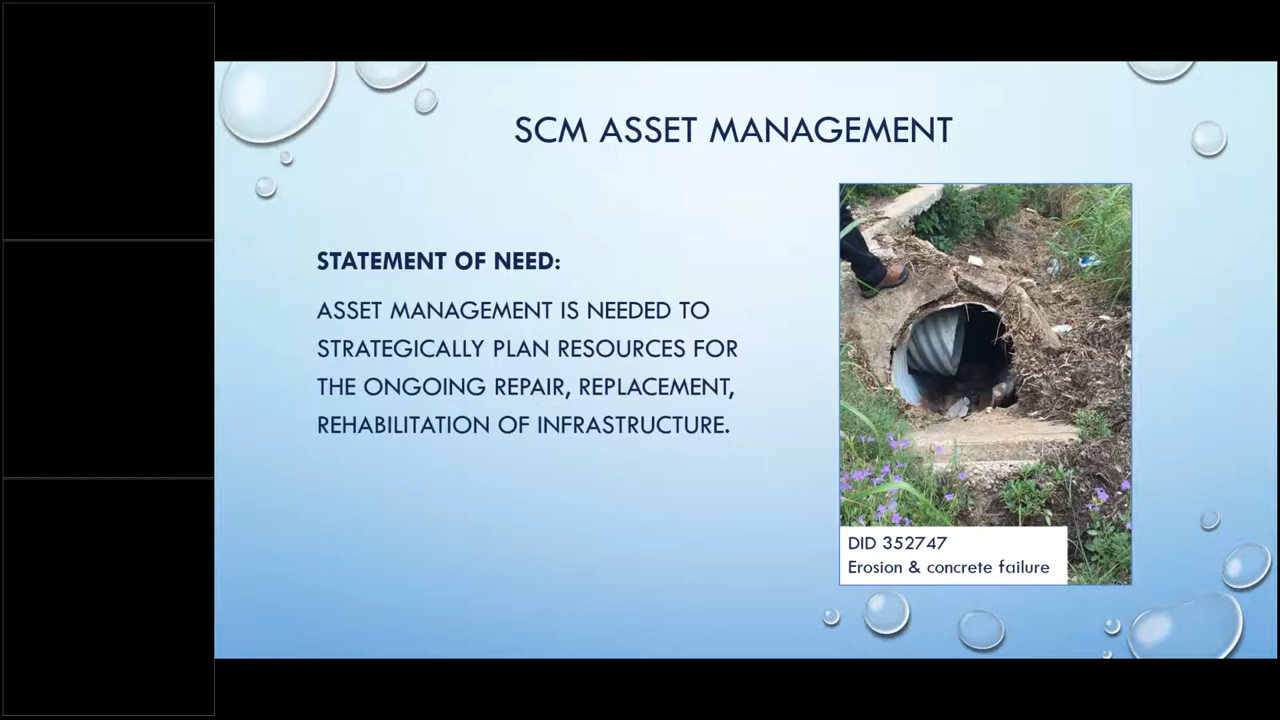 SCM ASSET MANAGEMENT
STATEMENT OF NEED:
ASSET MANAGEMENT IS NEEDED TO
STRATEGICALLY PLAN RESOURCES FOR
THE ONGOING REPAIR, REPLACEMENT,
REHABILITATION OF INFRASTRUCTURE.
DID 352747
Erosion & concrete failure